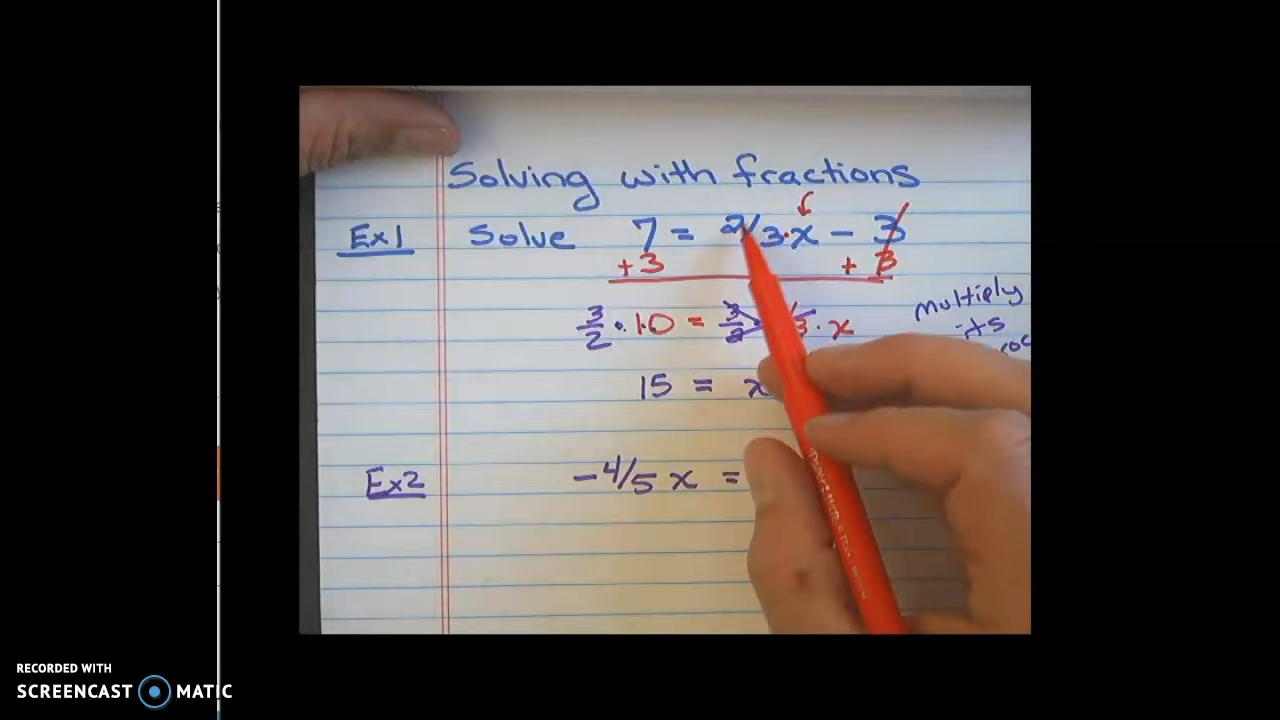 Solving with fractions
Ex1 Solve 7 = 2/3·x - 3
+3 + 3
3/2 · 10 = 3/2 3 · x
15 = x
multiply
its
Ex2 -4/5 x =
RECORDED WITH
SCREENCAST MATIC